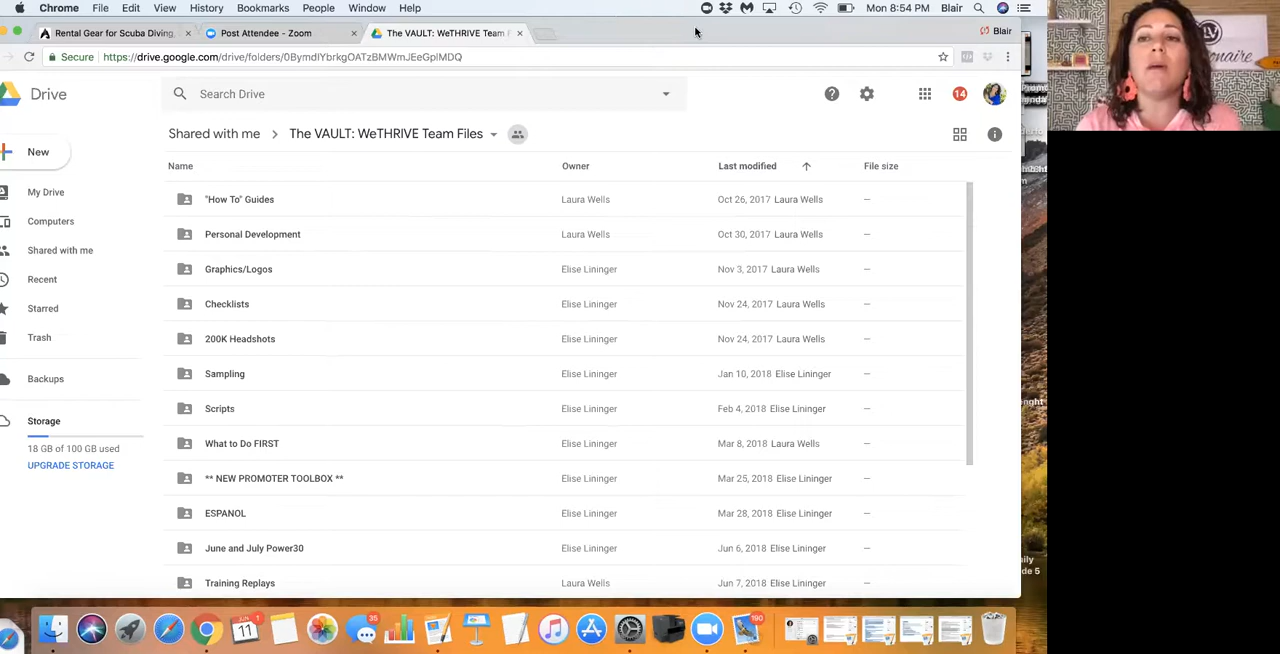 Chrome File Edit View History Bookmarks People Window Help Mon 8:54 PM Blair
Rental Gear for Scuba Diving, Post Attendee - Zoom The VAULT: WeTHRIVE Team F Blair
Secure https://drive.google.com/drive/folders/0BymdlYbrkgOATzBMWmJEeGplMDQ
Drive Search Drive 14
Shared with me The VAULT: WeTHRIVE Team Files
New
My Drive
Computers
Shared with me
Recent
Starred
Trash
Backups
Storage
18 GB of 100 GB used
UPGRADE STORAGE
Name Owner Last modified File size
"How To" Guides Laura Wells Oct 26, 2017 Laura Wells –
Personal Development Laura Wells Oct 30, 2017 Laura Wells –
Graphics/Logos Elise Lininger Nov 3, 2017 Laura Wells –
Checklists Elise Lininger Nov 24, 2017 Laura Wells –
200K Headshots Elise Lininger Nov 24, 2017 Laura Wells –
Sampling Elise Lininger Jan 10, 2018 Elise Lininger –
Scripts Elise Lininger Feb 4, 2018 Elise Lininger –
What to Do FIRST Elise Lininger Mar 8, 2018 Laura Wells –
** NEW PROMOTER TOOLBOX ** Elise Lininger Mar 25, 2018 Elise Lininger –
ESPANOL Elise Lininger Mar 28, 2018 Elise Lininger –
June and July Power30 Elise Lininger Jun 6, 2018 Elise Lininger –
Training Replays Laura Wells Jun 7, 2018 Elise Lininger –
LV
onaire
JUN 11 1 35 190